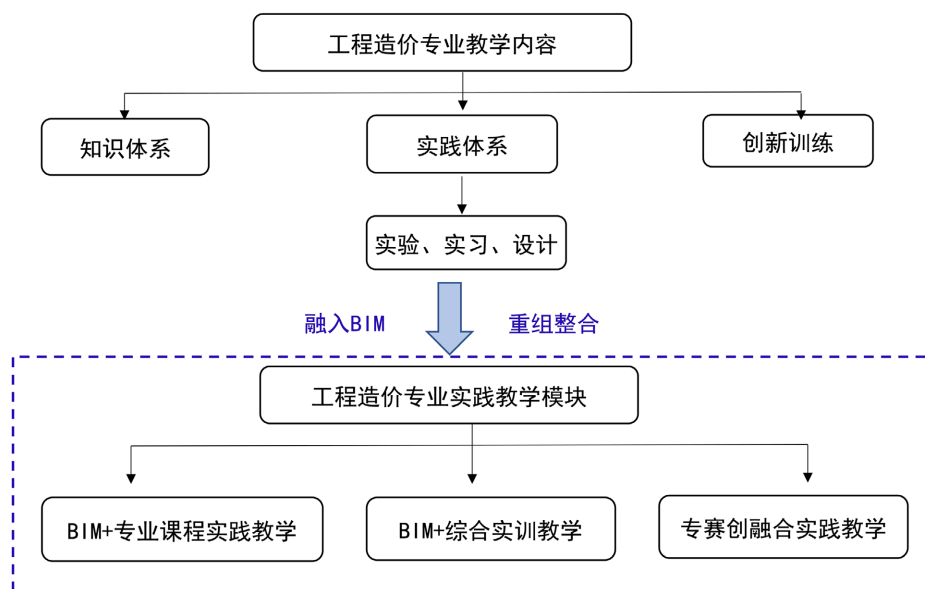 工程造价专业教学内容
知识体系
实践体系
创新训练
实验、实习、设计
融入BIM
重组整合
工程造价专业实践教学模块
BIM+专业课程实践教学
BIM+综合实训教学
专赛创融合实践教学